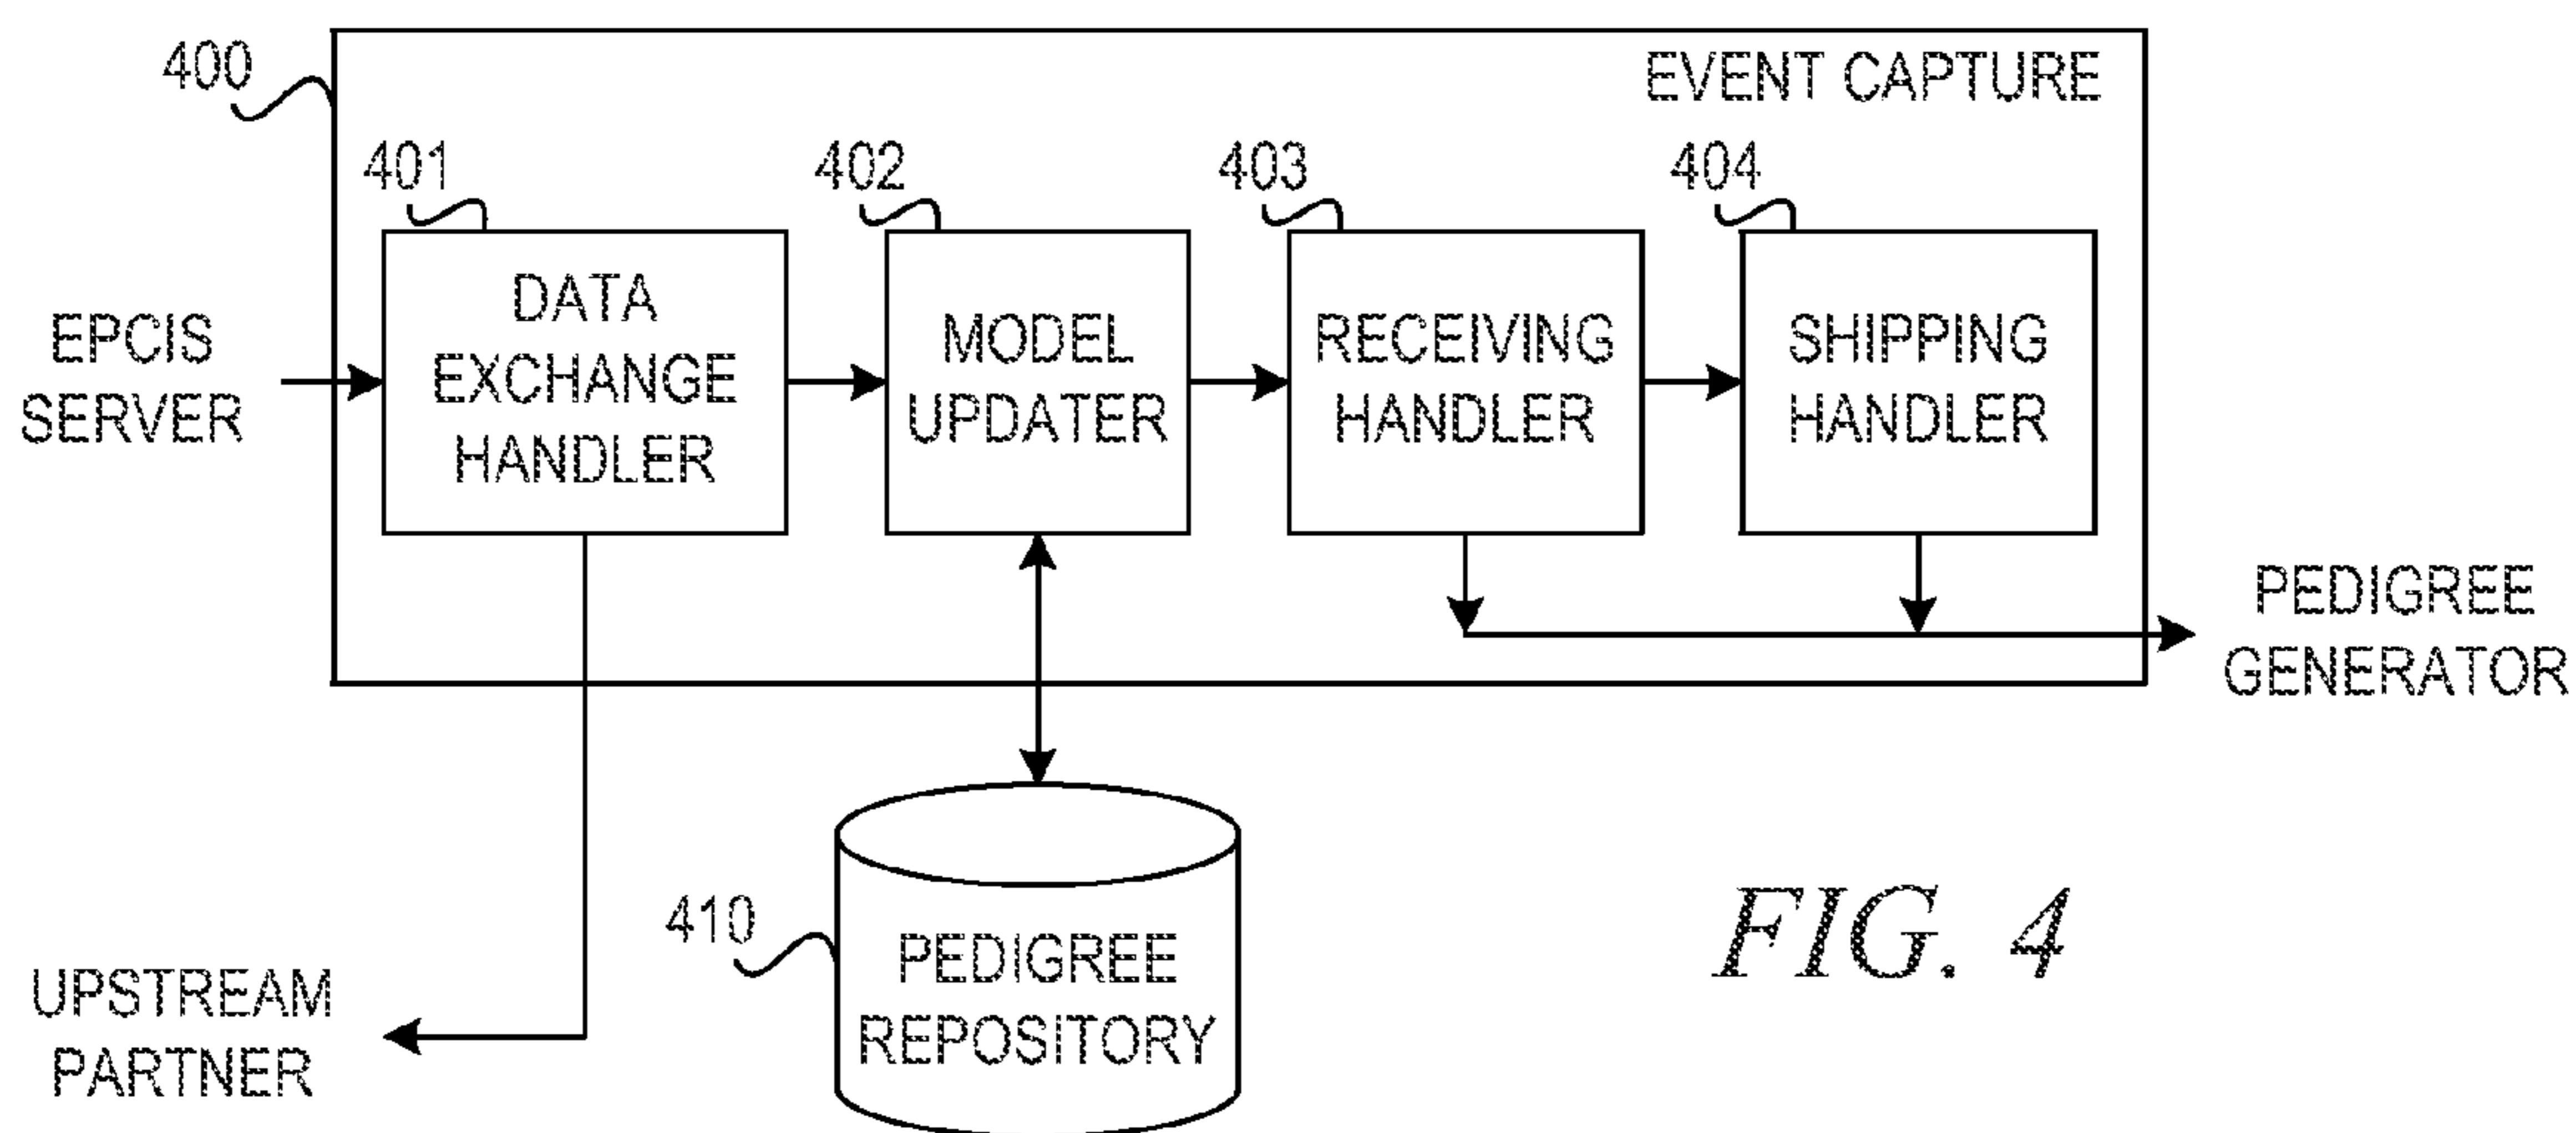 400
EVENT CAPTURE
401
402
403
404
EPCIS
SERVER
DATA
EXCHANGE
HANDLER
MODEL
UPDATER
RECEIVING
HANDLER
SHIPPING
HANDLER
PEDIGREE
GENERATOR
410
PEDIGREE
REPOSITORY
UPSTREAM
PARTNER
FIG. 4